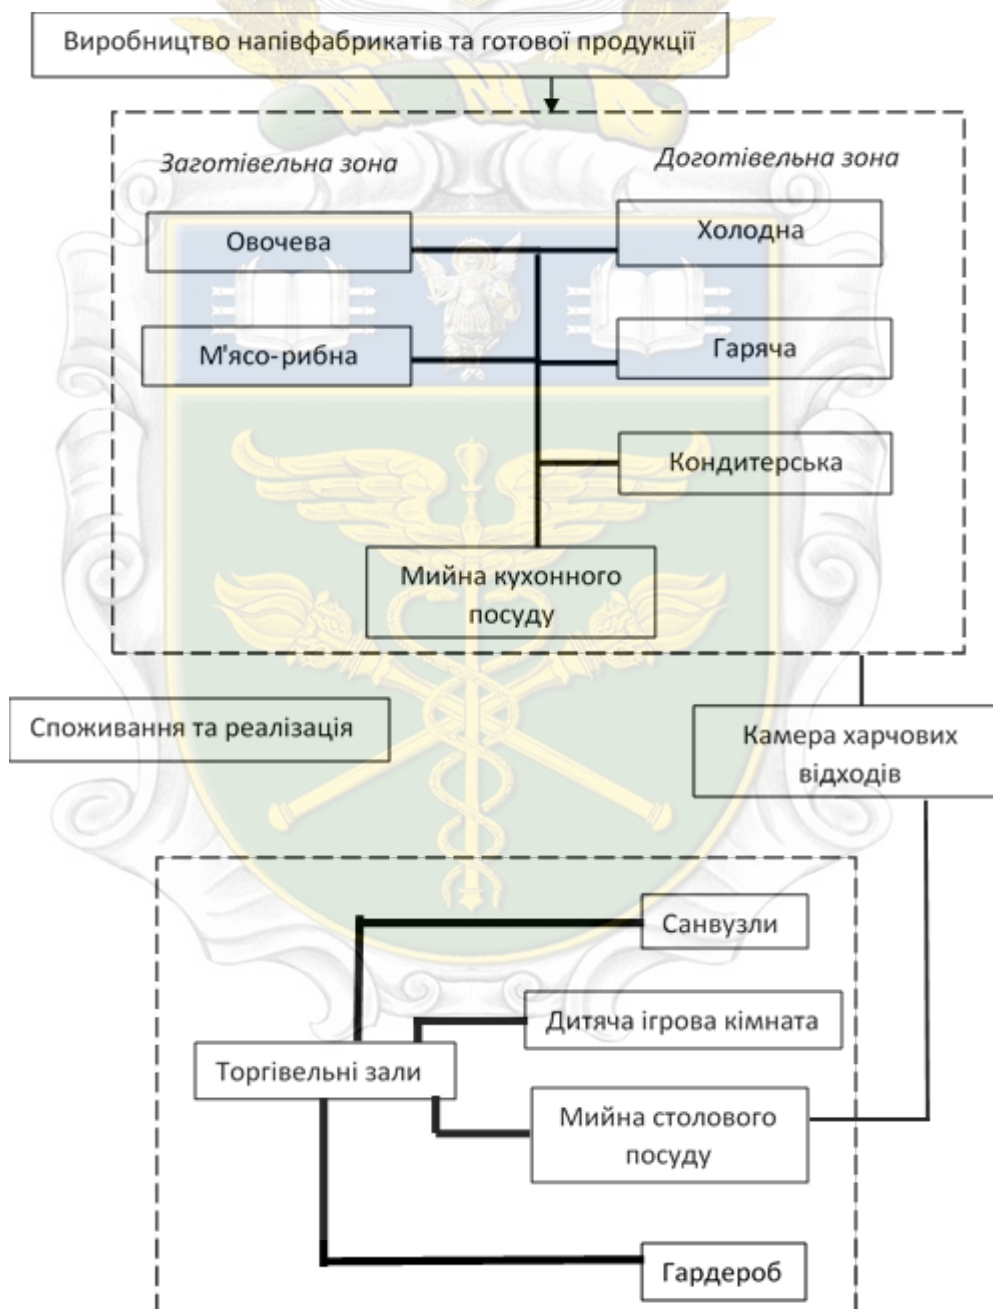 Виробництво напівфабрикатів та готової продукції
Заготівельна зона
Доготівельна зона
Овочева
Холодна
М'ясо-рибна
Гаряча
Кондитерська
Мийна кухонного
посуду
Споживання та реалізація
Камера харчових
відходів
Санвузли
Дитяча ігрова кімната
Торгівельні зали
Мийна столового
посуду
Гардероб